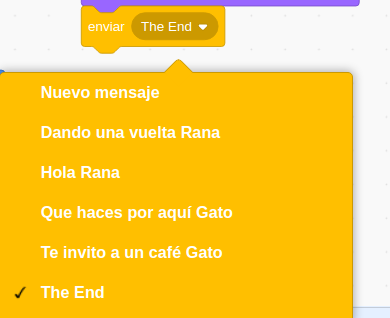 enviar The End
Nuevo mensaje
Dando una vuelta Rana
Hola Rana
Que haces por aquí Gato
Te invito a un café Gato
The End